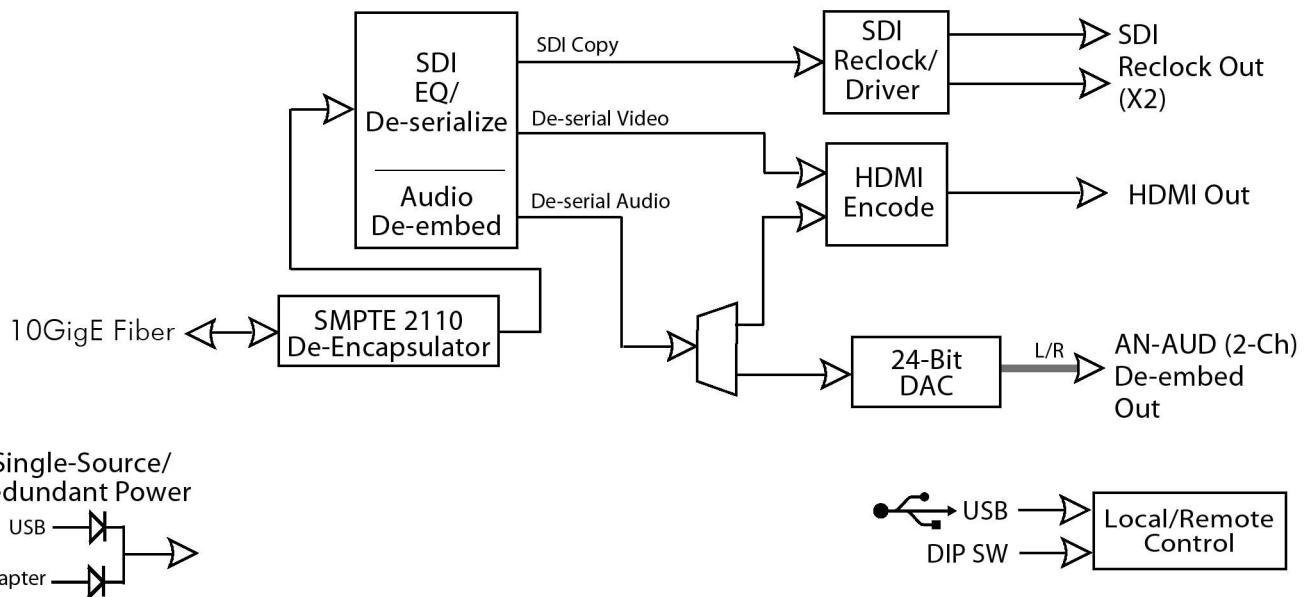 SDI
EQ/
De-serialize
Audio
De-embed
SDI Copy
De-serial Video
De-serial Audio
SDI
Reclock/
Driver
SDI
Reclock Out
(X2)
HDMI
Encode
HDMI Out
10GigE Fiber
SMPTE 2110
De-Encapsulator
24-Bit
DAC
L/R
AN-AUD (2-Ch)
De-embed
Out
Single-Source/
edundant Power
USB
apter
USB
DIP SW
Local/Remote
Control